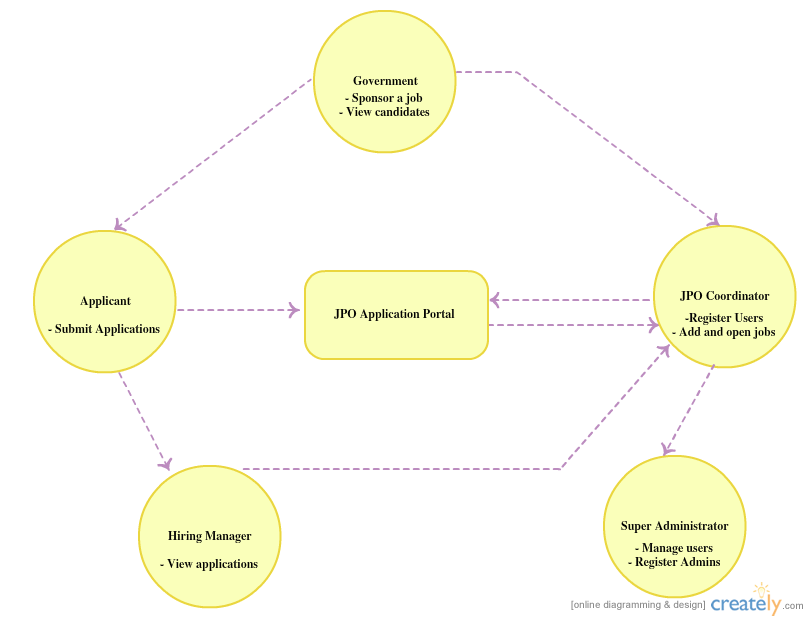 Government
- Sponsor a job
- View candidates
Applicant
- Submit Applications
JPO Application Portal
JPO Coordinator
-Register Users
- Add and open jobs
Hiring Manager
- View applications
Super Administrator
- Manage users
- Register Admins
[online diagramming & design] creately.com